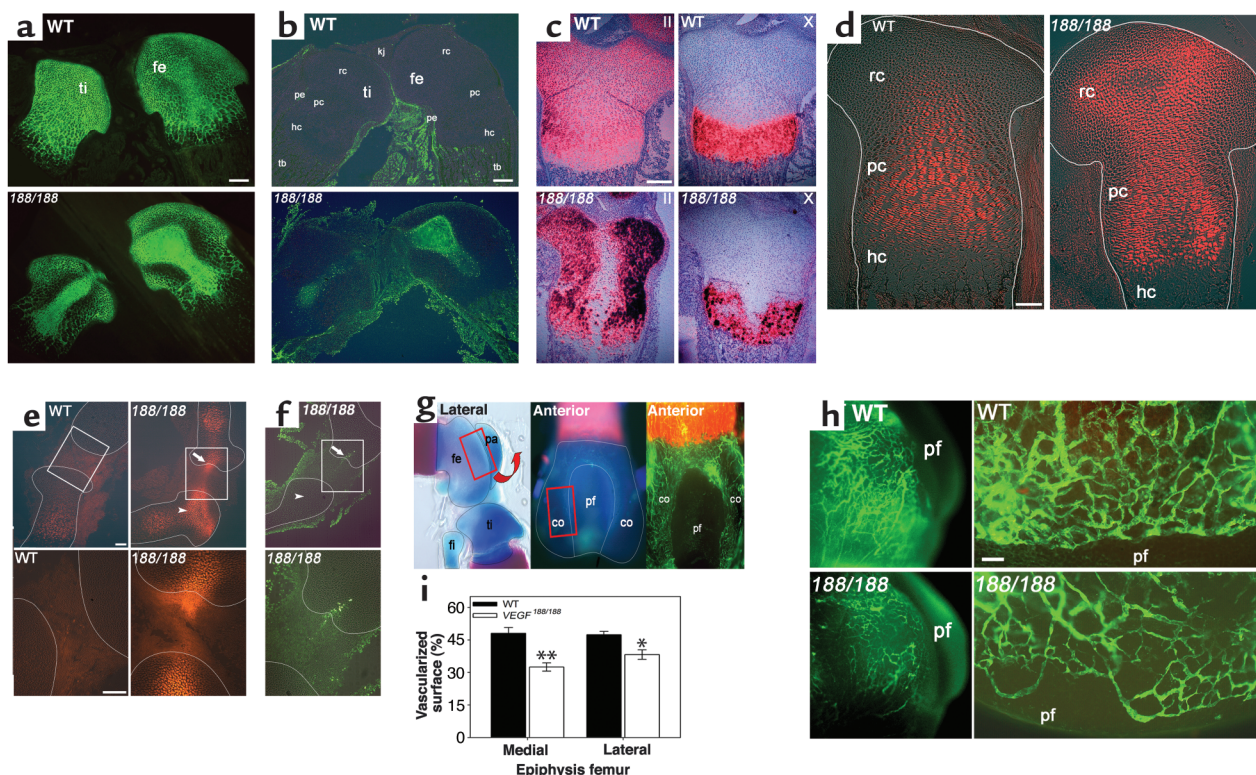 a WT
ti
fe
188/188
b WT
kj
rc
rc
ti
fe
pe
pc
pc
pe
hc
hc
tb
tb
188/188
c WT II
WT X
188/188 II
188/188 X
d WT
rc
pc
hc
188/188
rc
pc
hc
e WT
188/188
WT
188/188
f 188/188
188/188
g Lateral
pa
fe
ti
fi
Anterior
pf
co
co
Anterior
co
co
pf
h WT
pf
WT
pf
188/188
pf
188/188
pf
i
WT
VEGF 188/188
Vascularized
surface (%)
60
45
30
15
0
**
*
Medial
Lateral
Epiphysis femur